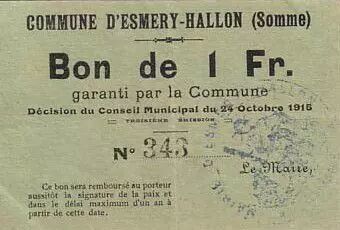 COMMUNE D'ESMERY-HALLON (Somme)
Bon de 1 Fr.
garanti par la Commune
Décision du Conseil Municipal du 24 Octobre 1915
TROISIÈME EMISSION
N° 343
Le Maire,
Ce bon sera remboursé au porteur
aussitôt la signature de la paix et
dans le délai maximum d'un an à
partir de cette date.